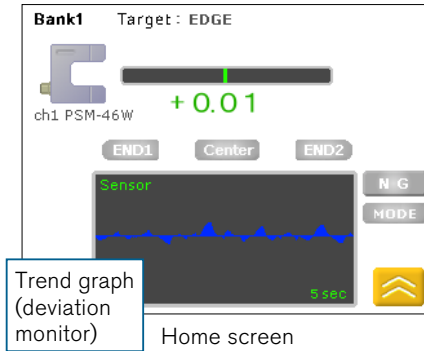 Bank1 Target: EDGE
ch1 PSM-46W
+0.01
END1 Center END2
Sensor
N G
MODE
5 sec
Trend graph
(deviation
monitor)
Home screen